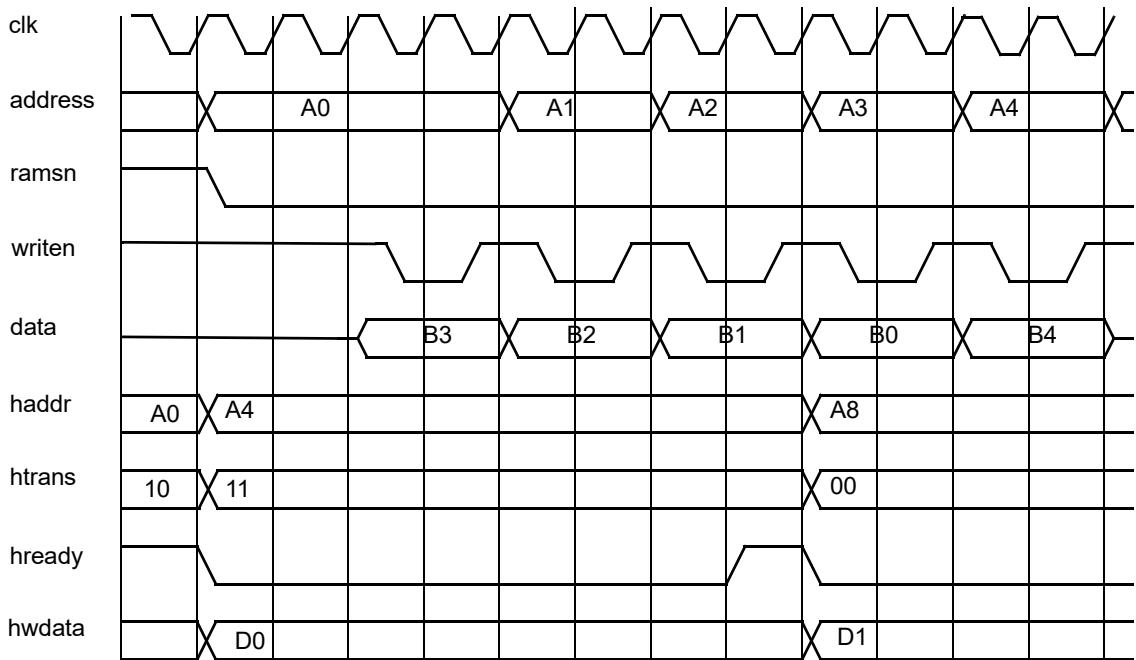 clk
address A0 A1 A2 A3 A4
ramsn
writen
data B3 B2 B1 B0 B4
haddr A0 A4 A8
htrans 10 11 00
hready
hwdata D0 D1